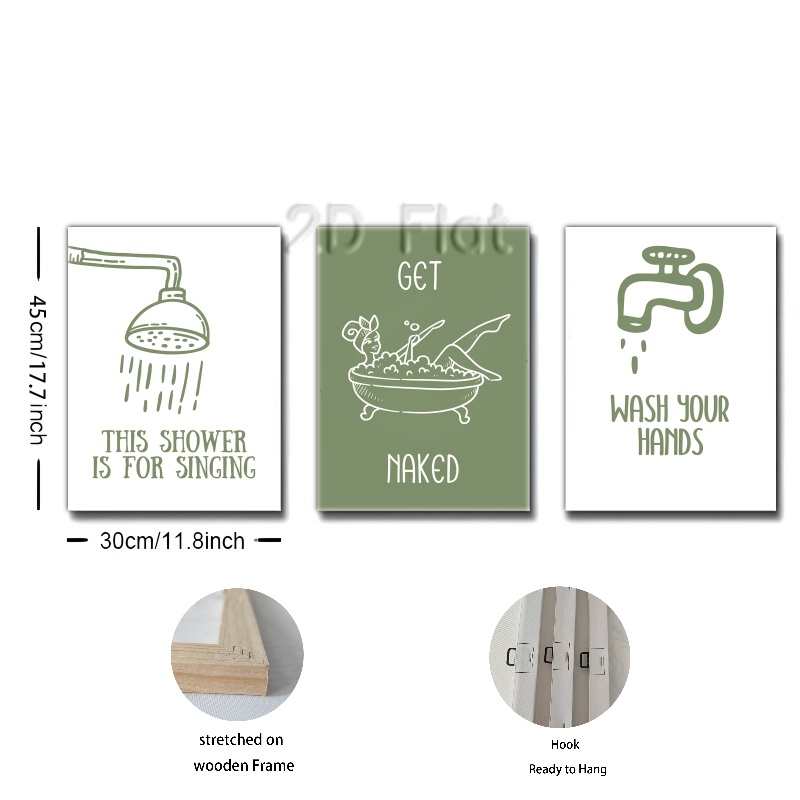 2D Flat
45cm/17.7inch
THIS SHOWER
IS FOR SINGING
GET
NAKED
WASH YOUR
HANDS
30cm/11.8inch
stretched on
wooden Frame
Hook
Ready to Hang